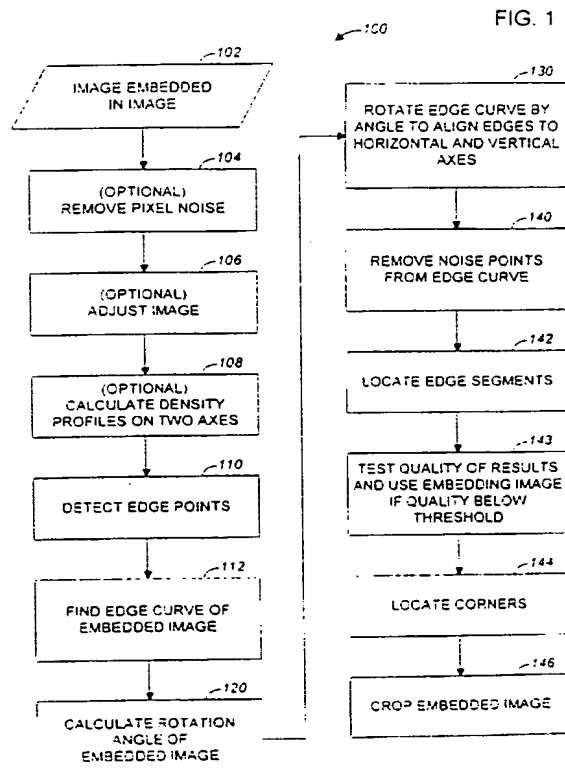 FIG. 1
100
102
IMAGE EMBEDDED
IN IMAGE
104
(OPTIONAL)
REMOVE PIXEL NOISE
106
(OPTIONAL)
ADJUST IMAGE
108
(OPTIONAL)
CALCULATE DENSITY
PROFILES ON TWO AXES
110
DETECT EDGE POINTS
112
FIND EDGE CURVE OF
EMBEDDED IMAGE
120
CALCULATE ROTATION
ANGLE OF
EMBEDDED IMAGE
130
ROTATE EDGE CURVE BY
ANGLE TO ALIGN EDGES TO
HORIZONTAL AND VERTICAL
AXES
140
REMOVE NOISE POINTS
FROM EDGE CURVE
142
LOCATE EDGE SEGMENTS
143
TEST QUALITY OF RESULTS
AND USE EMBEDDING IMAGE
IF QUALITY BELOW
THRESHOLD
144
LOCATE CORNERS
146
CROP EMBEDDED IMAGE